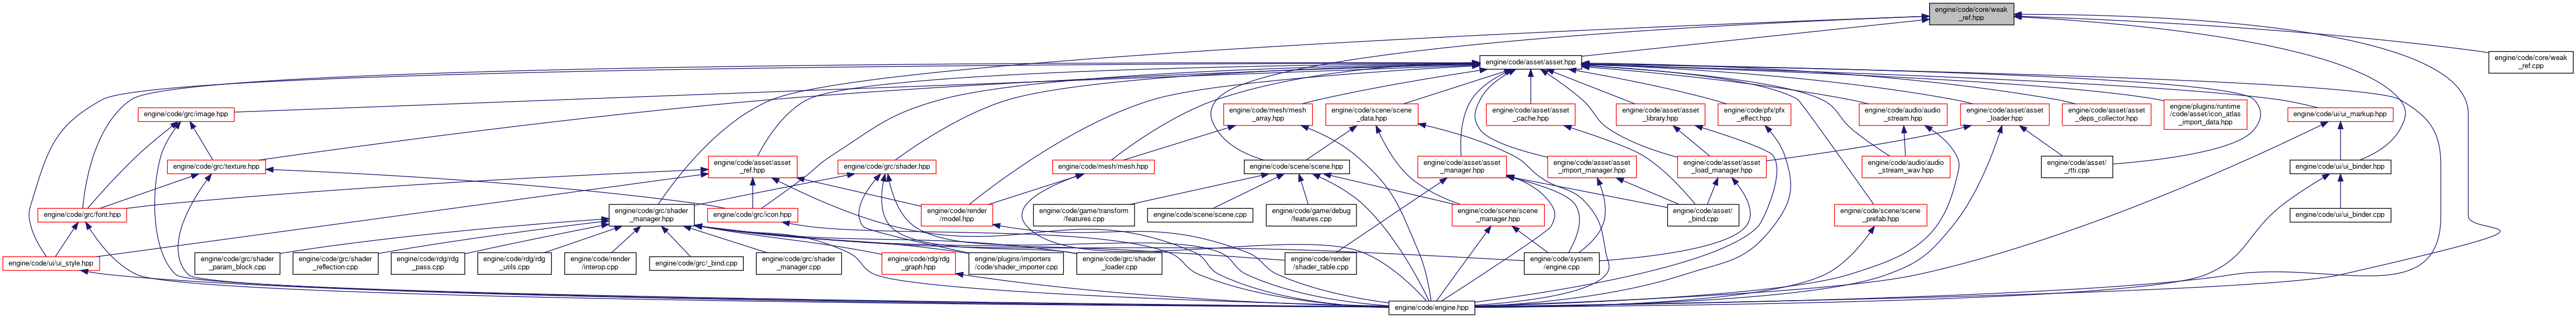 engine/code/core/weak
_ref.hpp
engine/code/core/weak
_ref.cpp
engine/code/asset/asset.hpp
engine/code/grc/image.hpp
engine/code/mesh/mesh
_array.hpp
engine/code/scene/scene
_data.hpp
engine/code/asset/asset
_cache.hpp
engine/code/asset/asset
_library.hpp
engine/code/pfx/pfx
_effect.hpp
engine/code/audio/audio
_stream.hpp
engine/code/asset/asset
_loader.hpp
engine/code/asset/asset
_deps_collector.hpp
engine/plugins/runtime
/code/asset/icon_atlas
_import_data.hpp
engine/code/ui/ui_markup.hpp
engine/code/grc/texture.hpp
engine/code/asset/asset
_ref.hpp
engine/code/grc/shader.hpp
engine/code/mesh/mesh.hpp
engine/code/scene/scene.hpp
engine/code/asset/asset
_manager.hpp
engine/code/asset/asset
_import_manager.hpp
engine/code/asset/asset
_load_manager.hpp
engine/code/audio/audio
_stream_wav.hpp
engine/code/asset/
_rtti.cpp
engine/code/ui/ui_binder.hpp
engine/code/grc/font.hpp
engine/code/grc/shader
_manager.hpp
engine/code/grc/icon.hpp
engine/code/render
/model.hpp
engine/code/game/transform
/features.cpp
engine/code/scene/scene.cpp
engine/code/game/debug
/features.cpp
engine/code/scene/scene
_manager.hpp
engine/code/asset/
_bind.cpp
engine/code/scene/scene
_prefab.hpp
engine/code/ui/ui_binder.cpp
engine/code/ui/ui_style.hpp
engine/code/grc/shader
_param_block.cpp
engine/code/grc/shader
_reflection.cpp
engine/code/rdg/rdg
_pass.cpp
engine/code/rdg/rdg
_utils.cpp
engine/code/render
/interop.cpp
engine/code/grc/_bind.cpp
engine/code/grc/shader
_manager.cpp
engine/code/rdg/rdg
_graph.hpp
engine/plugins/importers
/code/shader_importer.cpp
engine/code/grc/shader
_loader.cpp
engine/code/render
/shader_table.cpp
engine/code/system
/engine.cpp
engine/code/engine.hpp